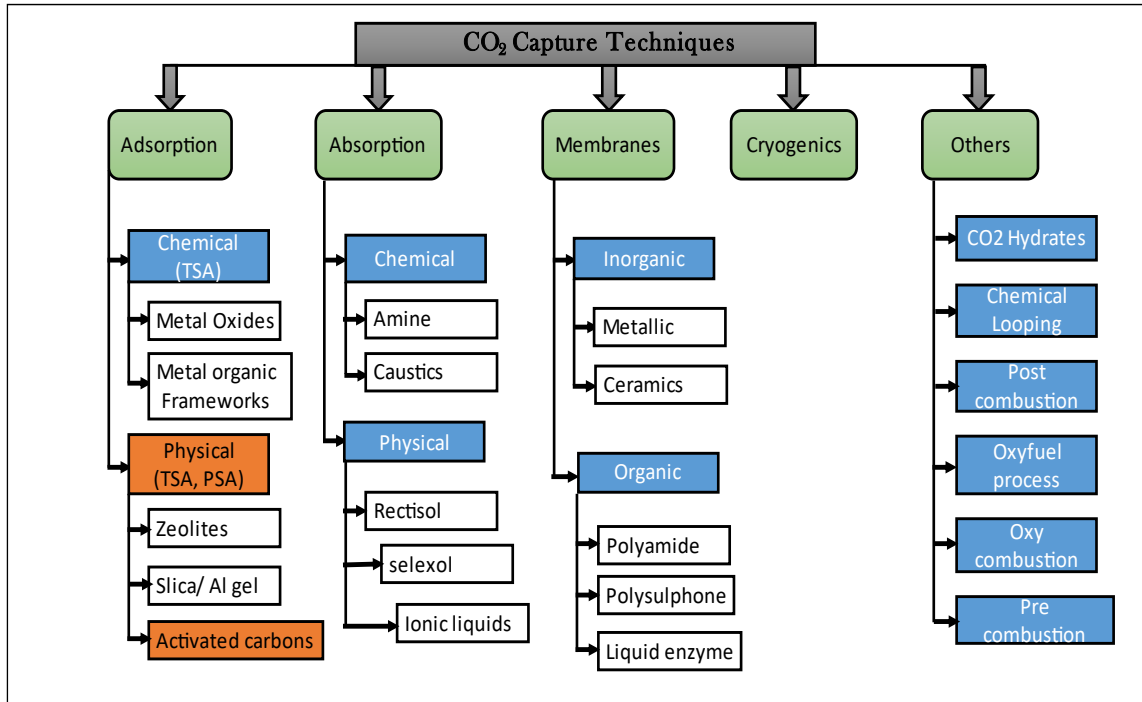 CO₂ Capture Techniques
Adsorption
Absorption
Membranes
Cryogenics
Others
Chemical
(TSA)
Metal Oxides
Metal organic
Frameworks
Physical
(TSA, PSA)
Zeolites
Slica/ Al gel
Activated carbons
Chemical
Amine
Caustics
Physical
Rectisol
selexol
Ionic liquids
Inorganic
Metallic
Ceramics
Organic
Polyamide
Polysulphone
Liquid enzyme
CO2 Hydrates
Chemical
Looping
Post
combustion
Oxyfuel
process
Oxy
combustion
Pre
combustion